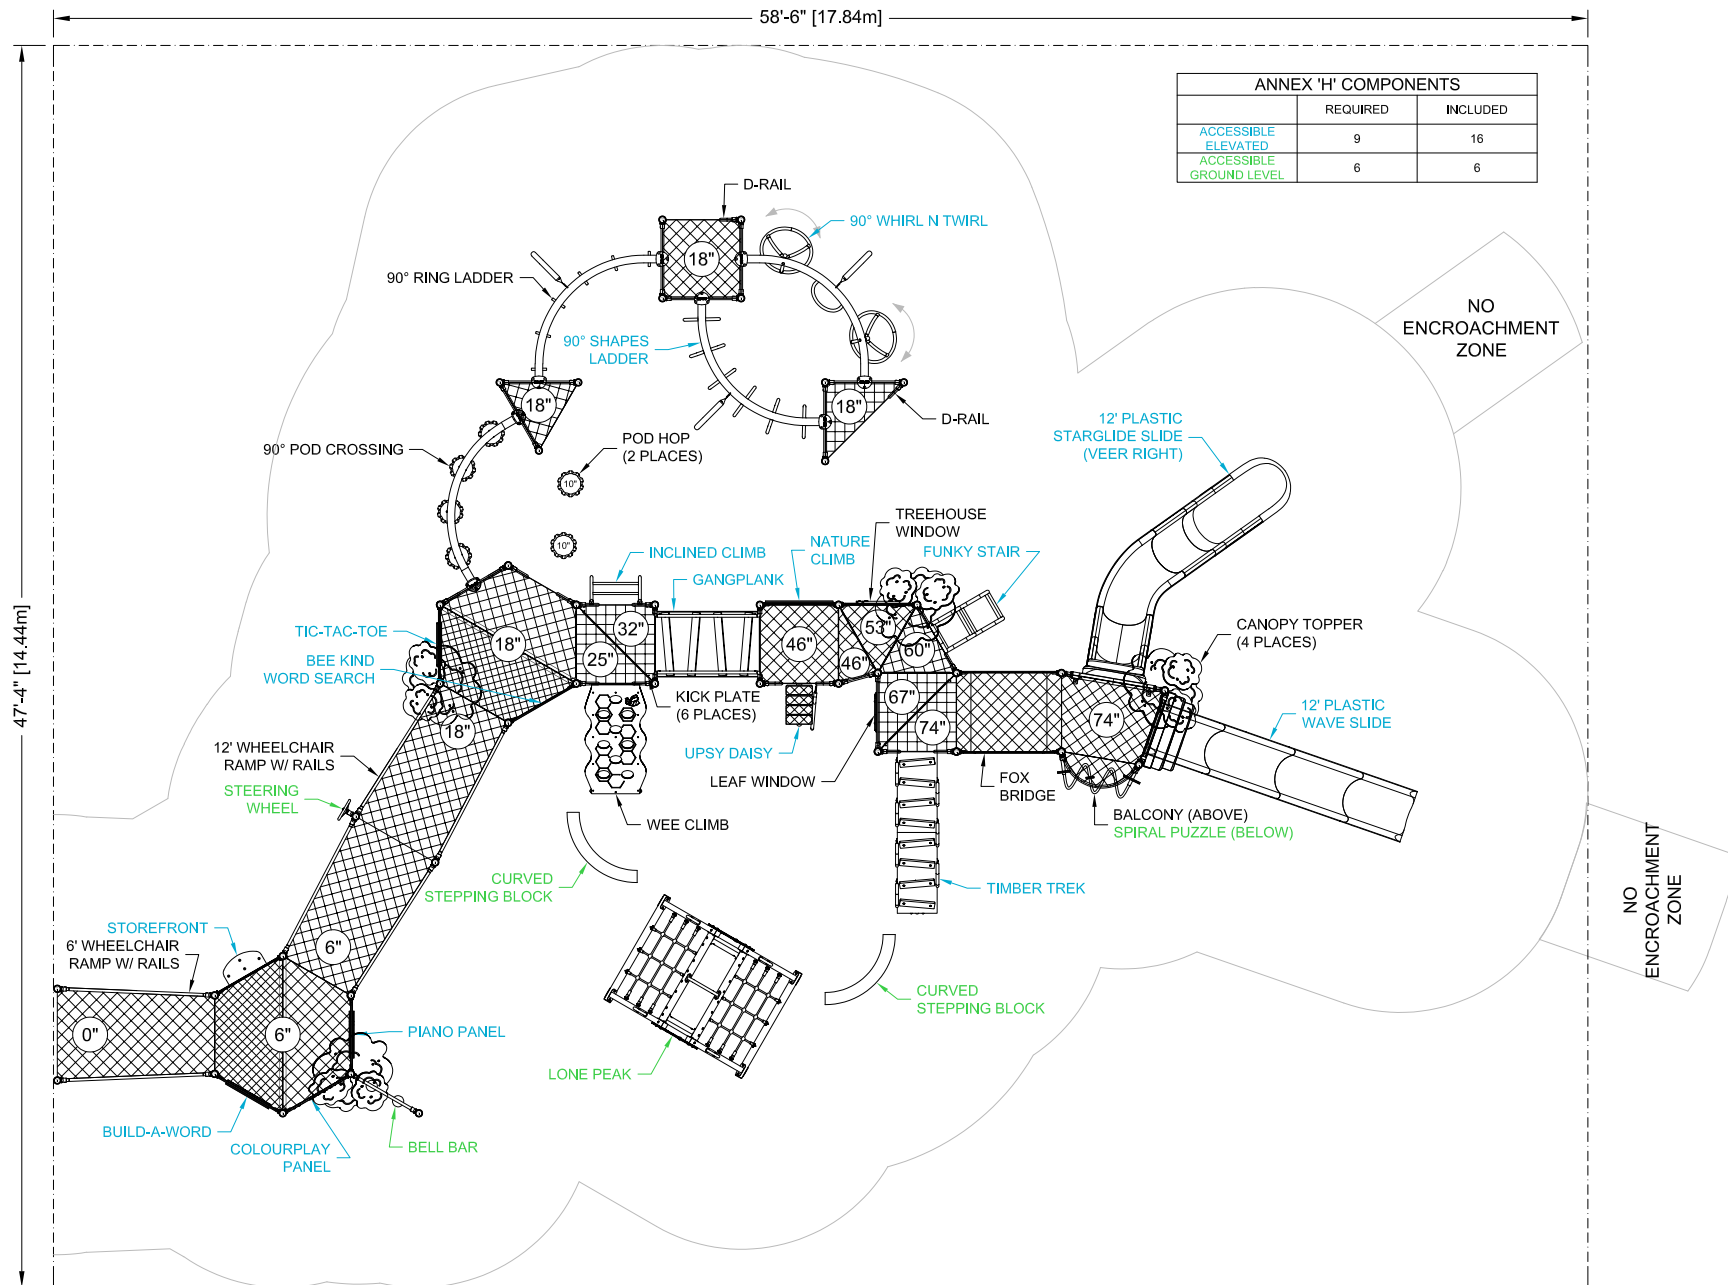 58'-6" [17.84m]
47'-4" [14.44m]
ANNEX 'H' COMPONENTS
REQUIRED INCLUDED
ACCESSIBLE
ELEVATED
9 16
ACCESSIBLE
GROUND LEVEL
6 6
D-RAIL
90° WHIRL N TWIRL
18"
90° RING LADDER
NO
ENCROACHMENT
ZONE
90° SHAPES
LADDER
18"
18"
D-RAIL
12' PLASTIC
STARGLIDE SLIDE
(VEER RIGHT)
90° POD CROSSING
POD HOP
(2 PLACES)
10"
10"
TREEHOUSE
WINDOW
NATURE
CLIMB
FUNKY STAIR
INCLINED CLIMB
GANGPLANK
TIC-TAC-TOE
BEE KIND
WORD SEARCH
18"
32"
25"
46"
46"
53"
60"
67"
74"
74"
CANOPY TOPPER
(4 PLACES)
KICK PLATE
(6 PLACES)
12' PLASTIC
WAVE SLIDE
18"
12' WHEELCHAIR
RAMP W/ RAILS
UPSY DAISY
LEAF WINDOW
FOX
BRIDGE
STEERING
WHEEL
WEE CLIMB
BALCONY (ABOVE)
SPIRAL PUZZLE (BELOW)
NO
ENCROACHMENT
ZONE
CURVED
STEPPING BLOCK
TIMBER TREK
STOREFRONT
6' WHEELCHAIR
RAMP W/ RAILS
6"
CURVED
STEPPING BLOCK
0"
6"
PIANO PANEL
LONE PEAK
BUILD-A-WORD
COLOURPLAY
PANEL
BELL BAR